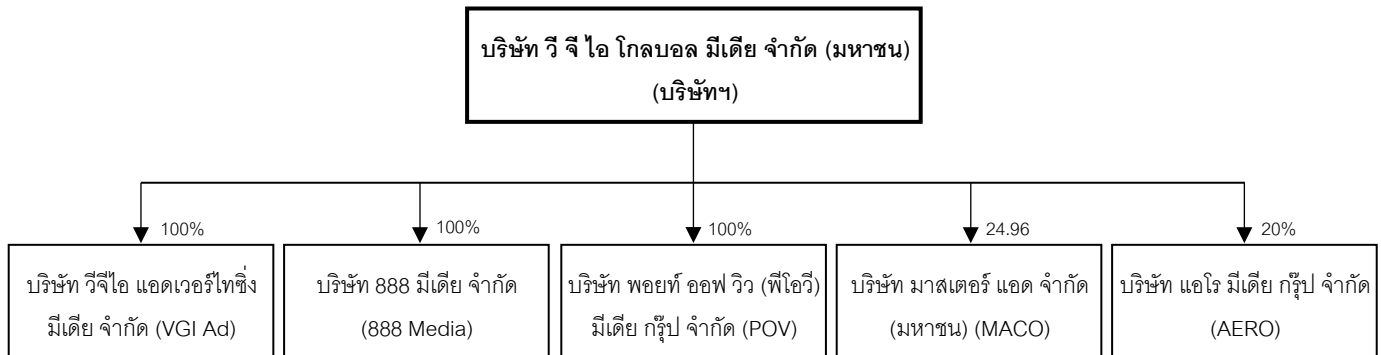 บริษัท วี จี ไอ โกลบอล มีเดีย จำกัด (มหาชน)
(บริษัทฯ)
100%
100%
100%
24.96
20%
บริษัท วีจีไอ แอดเวอร์ไทซิ่ง
มีเดีย จำกัด (VGI Ad)
บริษัท 888 มีเดีย จำกัด
(888 Media)
บริษัท พอยท์ ออฟ วิว (พีโอวี)
มีเดีย กรุ๊ป จำกัด (POV)
บริษัท มาสเตอร์ แอด จำกัด
(มหาชน) (MACO)
บริษัท แอโร มีเดีย กรุ๊ป จำกัด
(AERO)